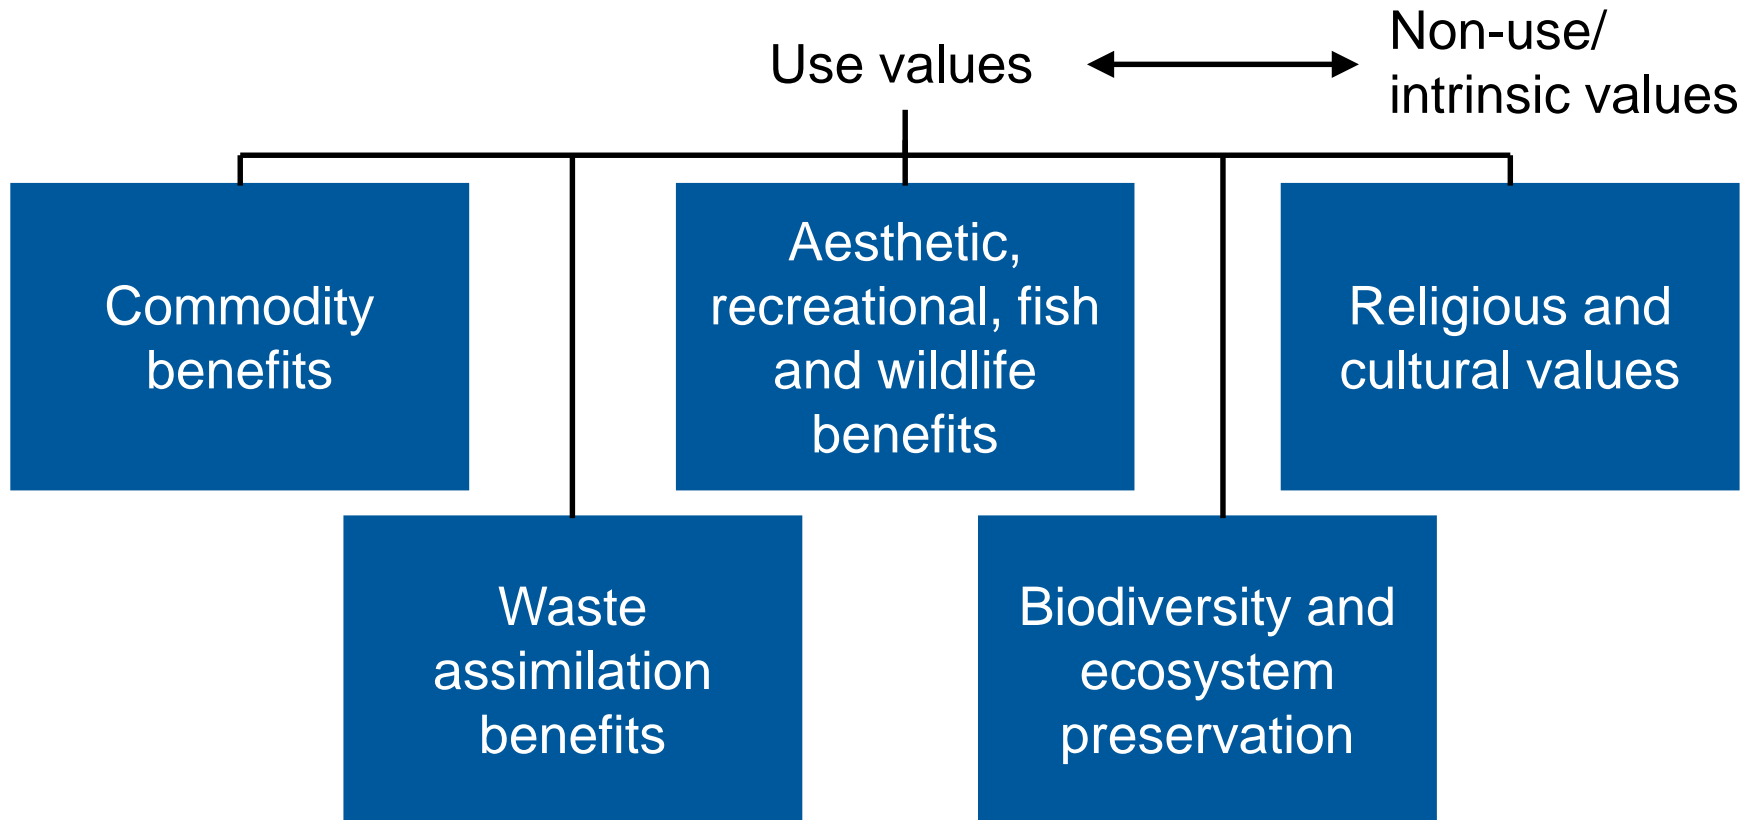 Use values
Non-use/
intrinsic values
Commodity
benefits
Aesthetic,
recreational, fish
and wildlife
benefits
Religious and
cultural values
Waste
assimilation
benefits
Biodiversity and
ecosystem
preservation